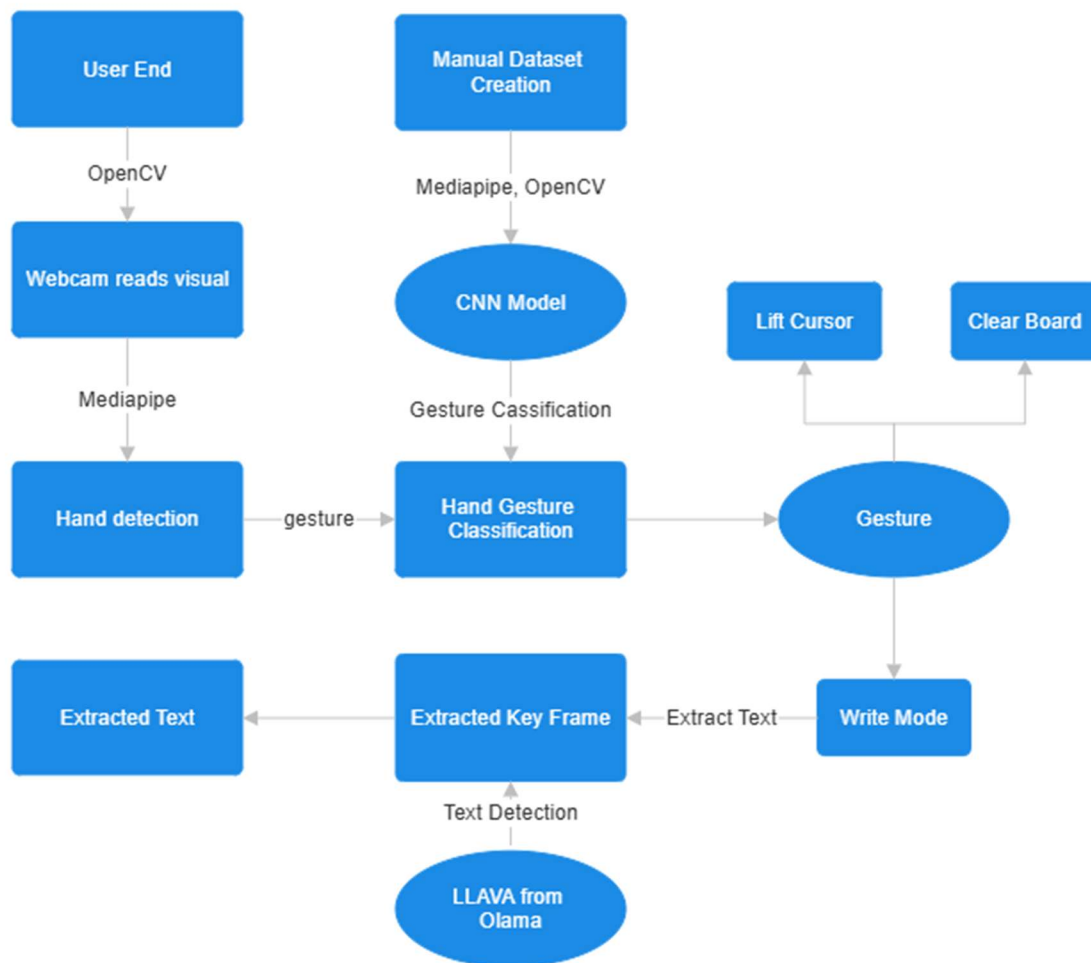 User End
Manual Dataset
Creation
OpenCV
Mediapipe, OpenCV
Webcam reads visual
CNN Model
Lift Cursor
Clear Board
Mediapipe
Gesture Cassification
Hand detection
gesture
Hand Gesture
Classification
Gesture
Extracted Text
Extracted Key Frame
Extract Text
Write Mode
Text Detection
LLAVA from
Olama